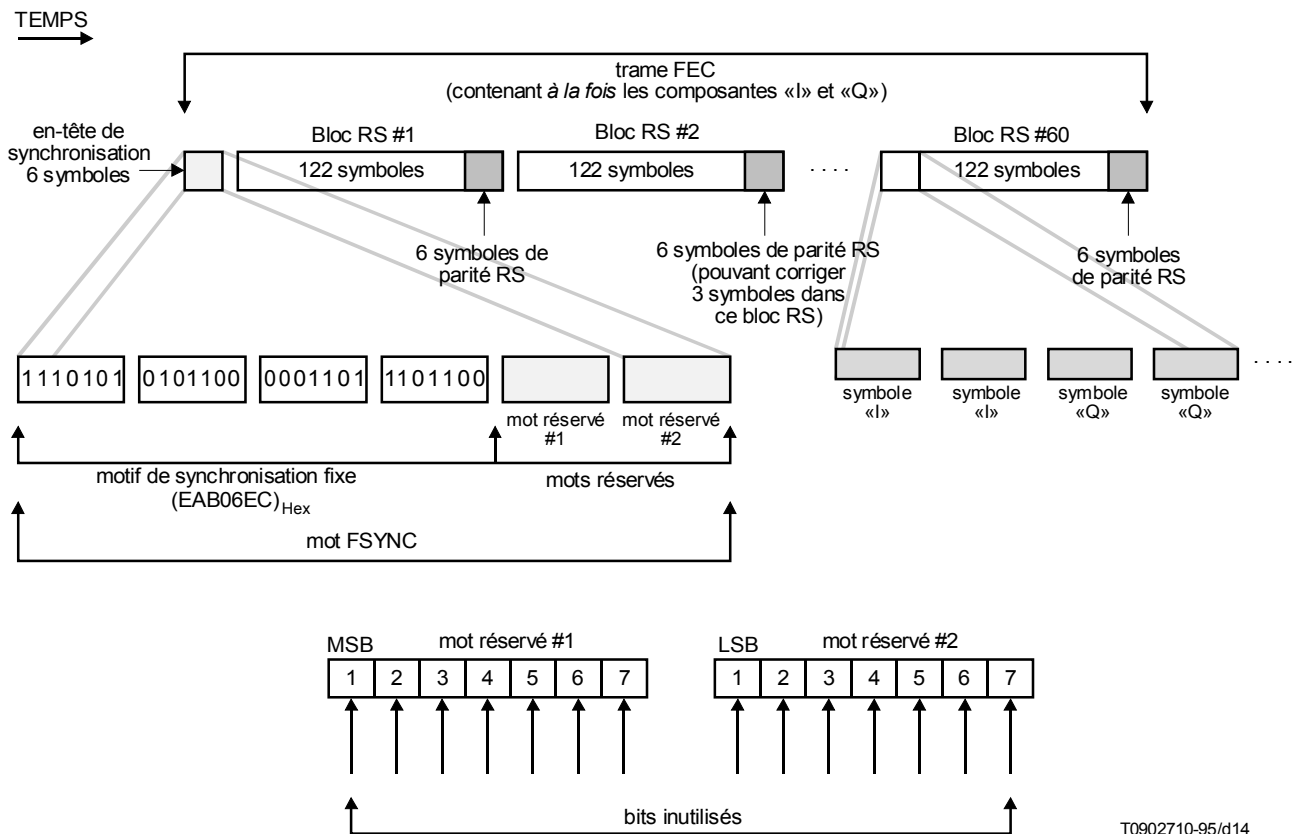 TEMPS
trame FEC
(contenant à la fois les composantes «I» et «Q»)
en-tête de
synchronisation
6 symboles
Bloc RS #1
Bloc RS #2
Bloc RS #60
122 symboles
122 symboles
. . . .
122 symboles
6 symboles de
parité RS
6 symboles de parité RS
(pouvant corriger
3 symboles dans
ce bloc RS)
6 symboles
de parité RS
1110101 0101100 0001101 1101100
mot réservé
#1
mot réservé
#2
symbole
«I»
symbole
«I»
symbole
«Q»
symbole
«Q»
. . . .
motif de synchronisation fixe
(EAB06EC)Hex
mots réservés
mot FSYNC
MSB mot réservé #1
1 2 3 4 5 6 7
LSB mot réservé #2
1 2 3 4 5 6 7
bits inutilisés
T0902710-95/d14